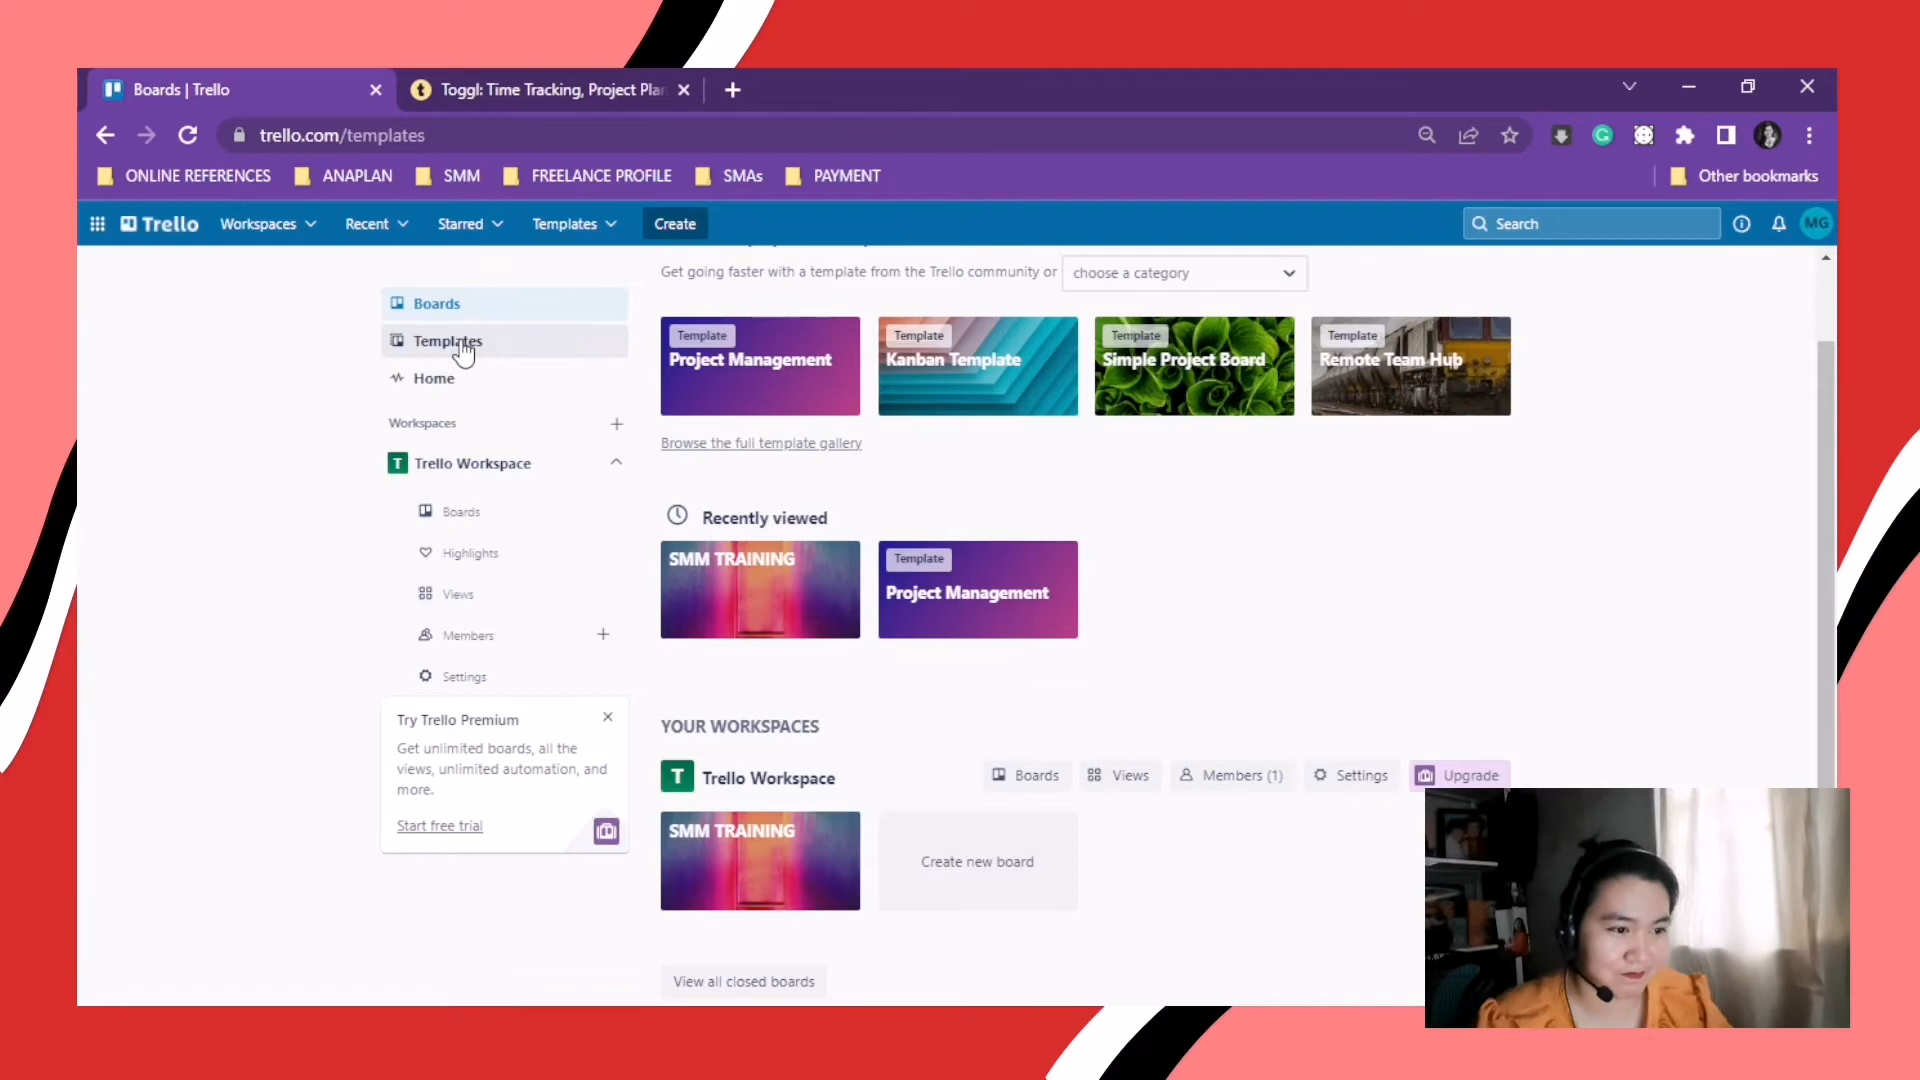 Boards | Trello
Toggl: Time Tracking, Project Plan
trello.com/templates
ONLINE REFERENCES
ANAPLAN
SMM
FREELANCE PROFILE
SMAs
PAYMENT
Other bookmarks
Trello
Workspaces
Recent
Starred
Templates
Create
Search
MG
Get going faster with a template from the Trello community or
choose a category
Boards
Templates
Home
Workspaces
T Trello Workspace
Boards
Highlights
Views
Members
Settings
Try Trello Premium
Get unlimited boards, all the
views, unlimited automation, and
more.
Start free trial
Template
Project Management
Template
Kanban Template
Template
Simple Project Board
Template
Remote Team Hub
Browse the full template gallery
Recently viewed
SMM TRAINING
Template
Project Management
YOUR WORKSPACES
T Trello Workspace
Boards
Views
Members (1)
Settings
Upgrade
SMM TRAINING
Create new board
View all closed boards